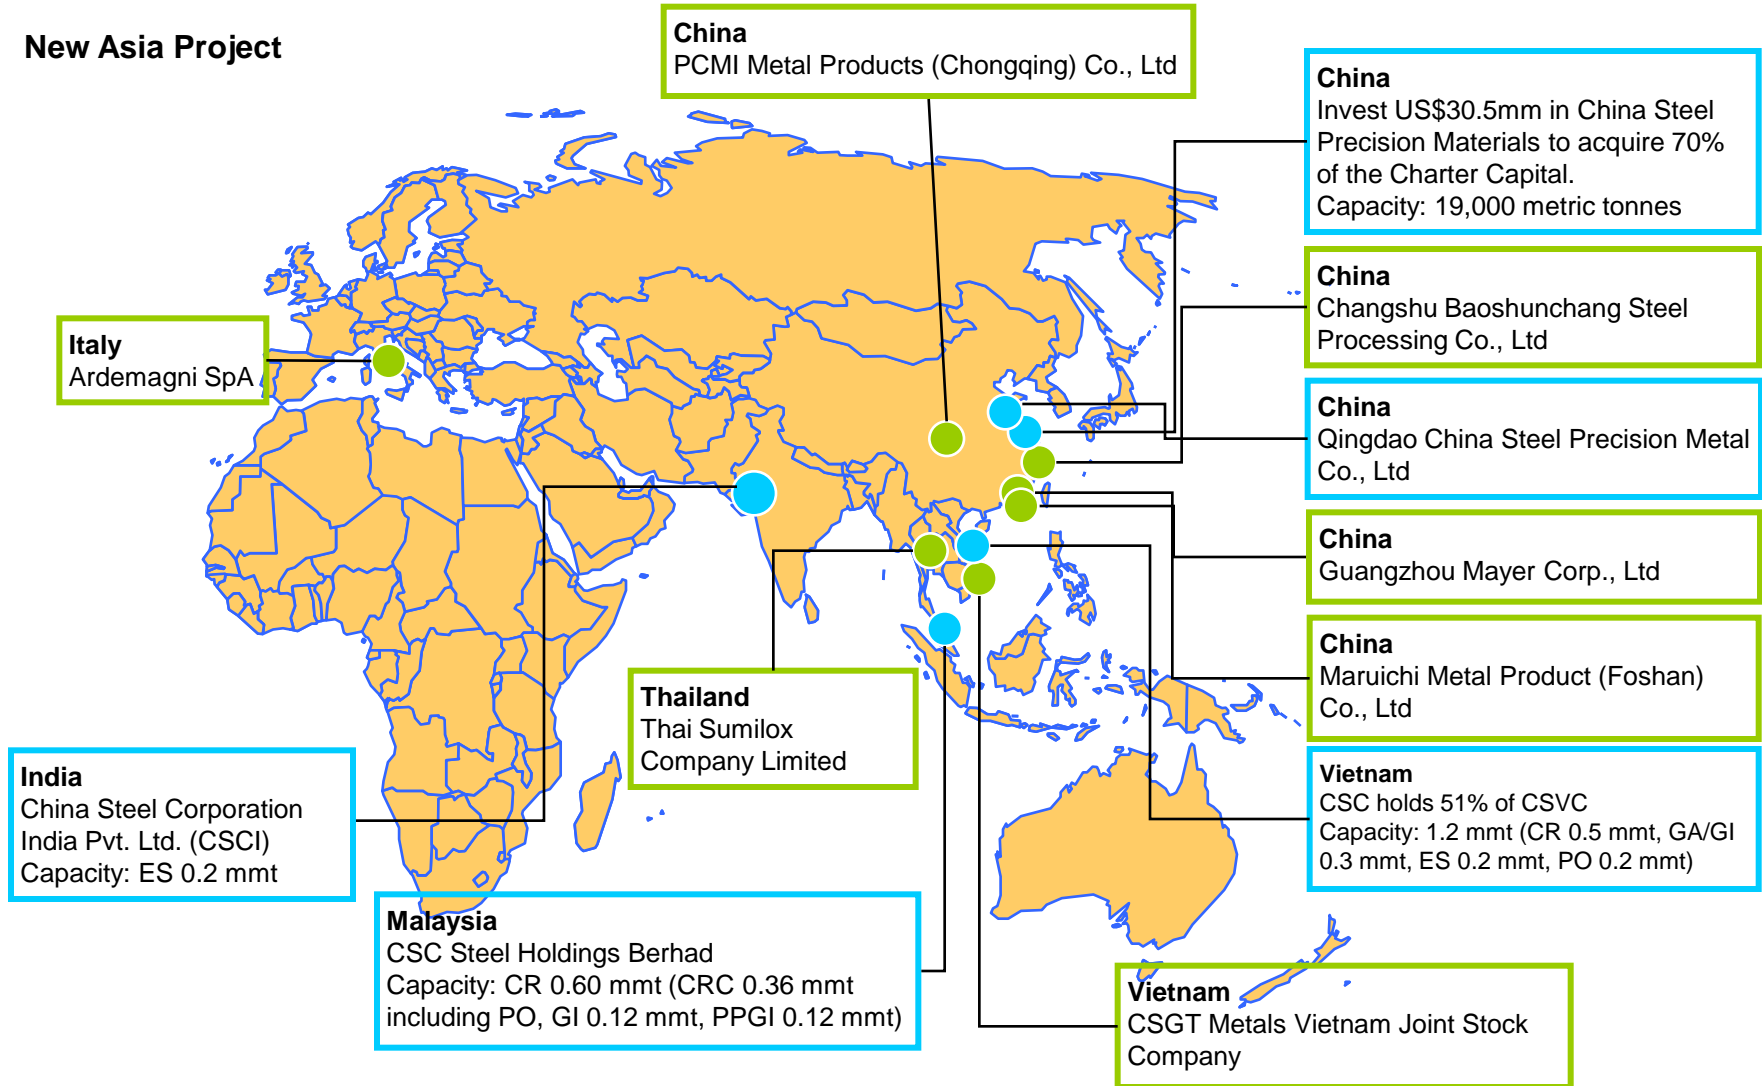 New Asia Project
China
PCMI Metal Products (Chongqing) Co., Ltd
China
Invest US$30.5mm in China Steel
Precision Materials to acquire 70%
of the Charter Capital.
Capacity: 19,000 metric tonnes
China
Changshu Baoshunchang Steel
Processing Co., Ltd
Italy
Ardemagni SpA
China
Qingdao China Steel Precision Metal
Co., Ltd
China
Guangzhou Mayer Corp., Ltd
China
Maruichi Metal Product (Foshan)
Co., Ltd
Thailand
Thai Sumilox
Company Limited
India
China Steel Corporation
India Pvt. Ltd. (CSCI)
Capacity: ES 0.2 mmt
Vietnam
CSC holds 51% of CSVC
Capacity: 1.2 mmt (CR 0.5 mmt, GA/GI
0.3 mmt, ES 0.2 mmt, PO 0.2 mmt)
Malaysia
CSC Steel Holdings Berhad
Capacity: CR 0.60 mmt (CRC 0.36 mmt
including PO, GI 0.12 mmt, PPGI 0.12 mmt)
Vietnam
CSGT Metals Vietnam Joint Stock
Company